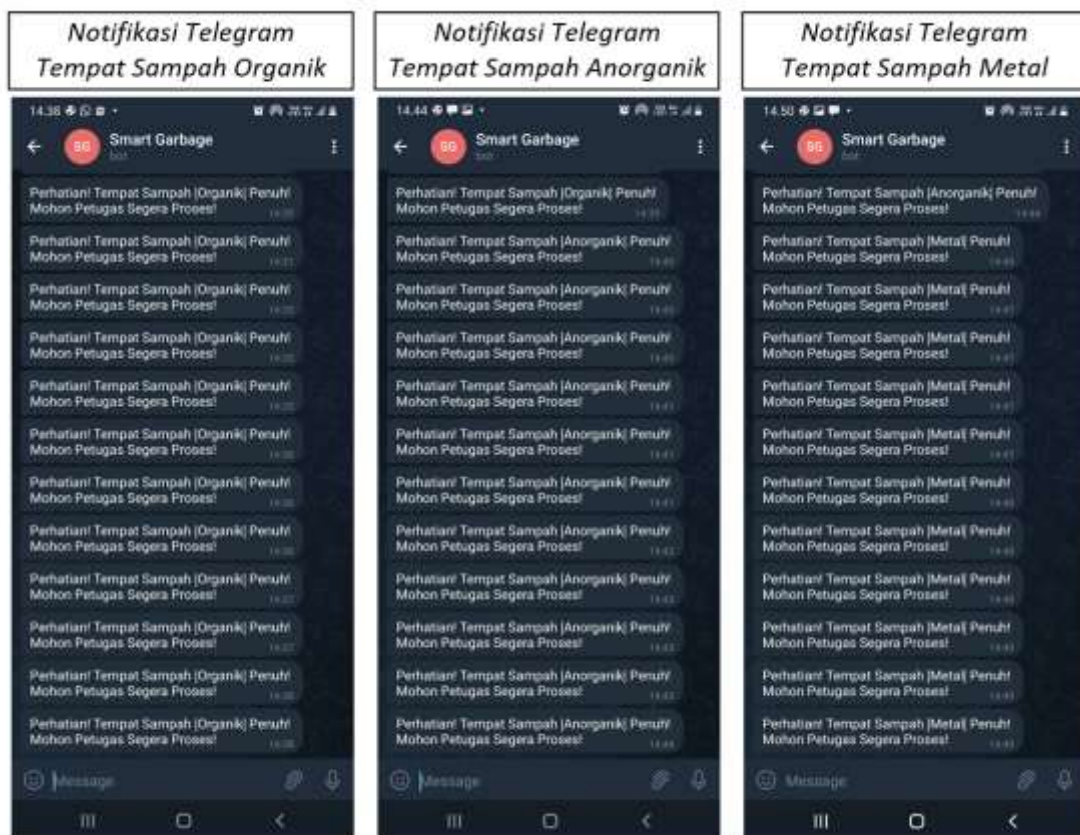 Notifikasi Telegram
Tempat Sampah Organik
14.38
SG
Smart Garbage
bot
Perhatian! Tempat Sampah |Organik| Penuh!
Mohon Petugas Segera Proses!
Perhatian! Tempat Sampah |Organik| Penuh!
Mohon Petugas Segera Proses!
Perhatian! Tempat Sampah |Organik| Penuh!
Mohon Petugas Segera Proses!
Perhatian! Tempat Sampah |Organik| Penuh!
Mohon Petugas Segera Proses!
Perhatian! Tempat Sampah |Organik| Penuh!
Mohon Petugas Segera Proses!
Perhatian! Tempat Sampah |Organik| Penuh!
Mohon Petugas Segera Proses!
Perhatian! Tempat Sampah |Organik| Penuh!
Mohon Petugas Segera Proses!
Perhatian! Tempat Sampah |Organik| Penuh!
Mohon Petugas Segera Proses!
Perhatian! Tempat Sampah |Organik| Penuh!
Mohon Petugas Segera Proses!
Perhatian! Tempat Sampah |Organik| Penuh!
Mohon Petugas Segera Proses!
Perhatian! Tempat Sampah |Organik| Penuh!
Mohon Petugas Segera Proses!
Perhatian! Tempat Sampah |Organik| Penuh!
Mohon Petugas Segera Proses!
Message
Notifikasi Telegram
Tempat Sampah Anorganik
14.44
SG
Smart Garbage
bot
Perhatian! Tempat Sampah |Organik| Penuh!
Mohon Petugas Segera Proses!
Perhatian! Tempat Sampah |Anorganik| Penuh!
Mohon Petugas Segera Proses!
Perhatian! Tempat Sampah |Anorganik| Penuh!
Mohon Petugas Segera Proses!
Perhatian! Tempat Sampah |Anorganik| Penuh!
Mohon Petugas Segera Proses!
Perhatian! Tempat Sampah |Anorganik| Penuh!
Mohon Petugas Segera Proses!
Perhatian! Tempat Sampah |Anorganik| Penuh!
Mohon Petugas Segera Proses!
Perhatian! Tempat Sampah |Anorganik| Penuh!
Mohon Petugas Segera Proses!
Perhatian! Tempat Sampah |Anorganik| Penuh!
Mohon Petugas Segera Proses!
Perhatian! Tempat Sampah |Anorganik| Penuh!
Mohon Petugas Segera Proses!
Perhatian! Tempat Sampah |Anorganik| Penuh!
Mohon Petugas Segera Proses!
Perhatian! Tempat Sampah |Anorganik| Penuh!
Mohon Petugas Segera Proses!
Perhatian! Tempat Sampah |Anorganik| Penuh!
Mohon Petugas Segera Proses!
Message
Notifikasi Telegram
Tempat Sampah Metal
14.50
SG
Smart Garbage
bot
Perhatian! Tempat Sampah |Anorganik| Penuh!
Mohon Petugas Segera Proses!
Perhatian! Tempat Sampah |Metal| Penuh!
Mohon Petugas Segera Proses!
Perhatian! Tempat Sampah |Metal| Penuh!
Mohon Petugas Segera Proses!
Perhatian! Tempat Sampah |Metal| Penuh!
Mohon Petugas Segera Proses!
Perhatian! Tempat Sampah |Metal| Penuh!
Mohon Petugas Segera Proses!
Perhatian! Tempat Sampah |Metal| Penuh!
Mohon Petugas Segera Proses!
Perhatian! Tempat Sampah |Metal| Penuh!
Mohon Petugas Segera Proses!
Perhatian! Tempat Sampah |Metal| Penuh!
Mohon Petugas Segera Proses!
Perhatian! Tempat Sampah |Metal| Penuh!
Mohon Petugas Segera Proses!
Perhatian! Tempat Sampah |Metal| Penuh!
Mohon Petugas Segera Proses!
Perhatian! Tempat Sampah |Metal| Penuh!
Mohon Petugas Segera Proses!
Perhatian! Tempat Sampah |Metal| Penuh!
Mohon Petugas Segera Proses!
Message